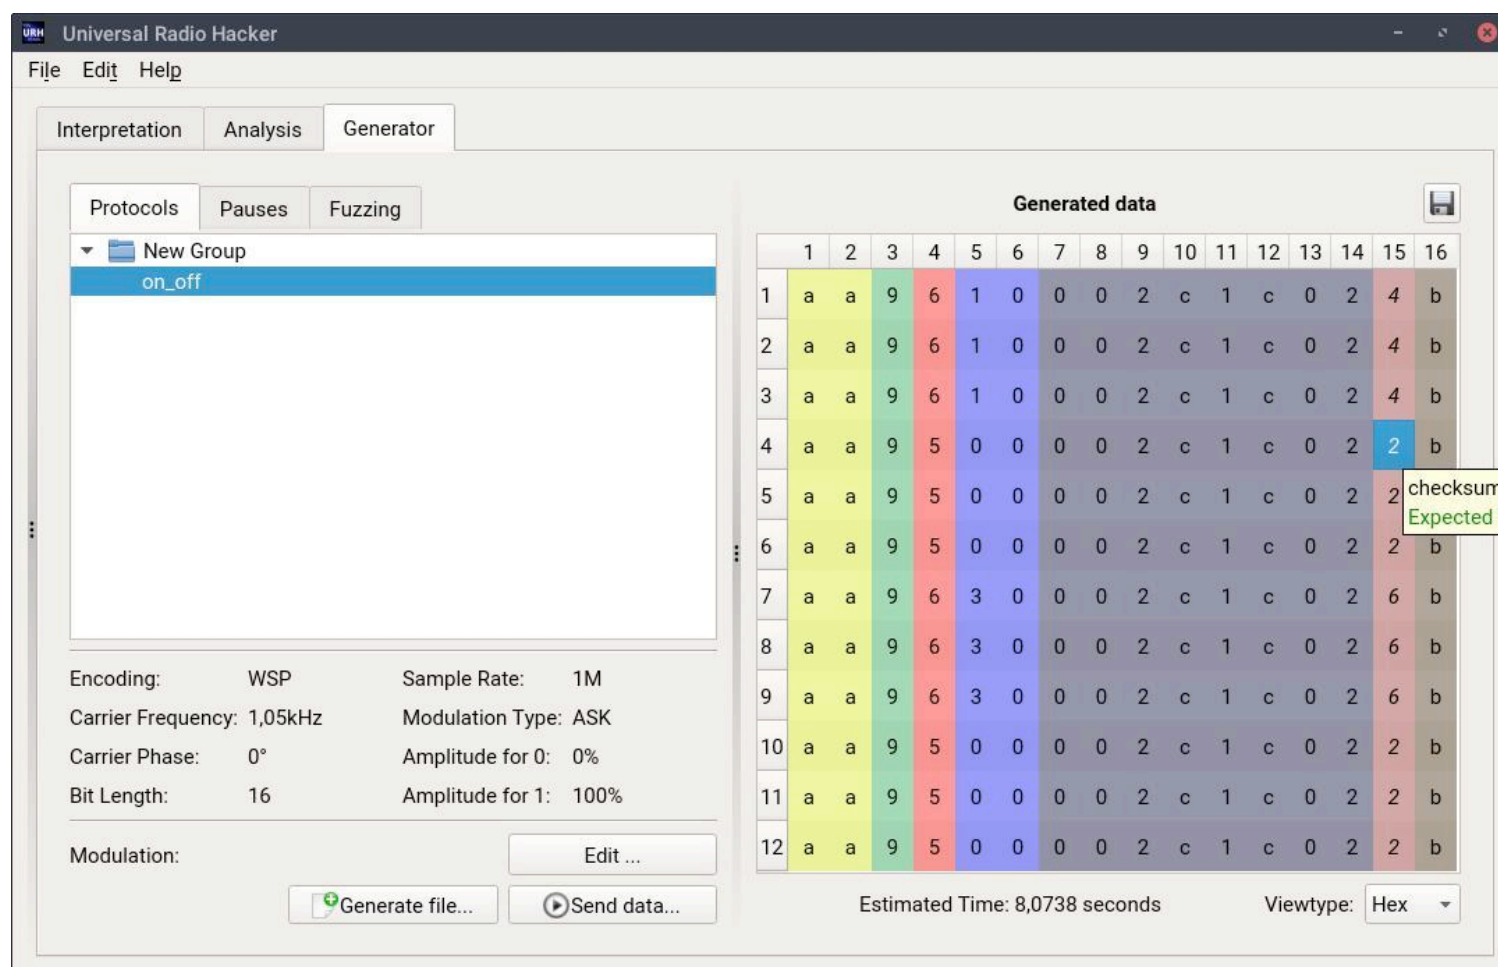 URH Universal Radio Hacker
File Edit Help
Interpretation Analysis Generator
Protocols Pauses Fuzzing
New Group
on_off
Encoding: WSP Sample Rate: 1M
Carrier Frequency: 1,05kHz Modulation Type: ASK
Carrier Phase: 0° Amplitude for 0: 0%
Bit Length: 16 Amplitude for 1: 100%
Modulation: Edit ...
Generate file... Send data...
Generated data
1 2 3 4 5 6 7 8 9 10 11 12 13 14 15 16
1 a a 9 6 1 0 0 0 2 c 1 c 0 2 4 b
2 a a 9 6 1 0 0 0 2 c 1 c 0 2 4 b
3 a a 9 6 1 0 0 0 2 c 1 c 0 2 4 b
4 a a 9 5 0 0 0 0 2 c 1 c 0 2 2 b
5 a a 9 5 0 0 0 0 2 c 1 c 0 2 2
checksum
Expected
6 a a 9 5 0 0 0 0 2 c 1 c 0 2 2 b
7 a a 9 6 3 0 0 0 2 c 1 c 0 2 6 b
8 a a 9 6 3 0 0 0 2 c 1 c 0 2 6 b
9 a a 9 6 3 0 0 0 2 c 1 c 0 2 6 b
10 a a 9 5 0 0 0 0 2 c 1 c 0 2 2 b
11 a a 9 5 0 0 0 0 2 c 1 c 0 2 2 b
12 a a 9 5 0 0 0 0 2 c 1 c 0 2 2 b
Estimated Time: 8,0738 seconds Viewtype: Hex